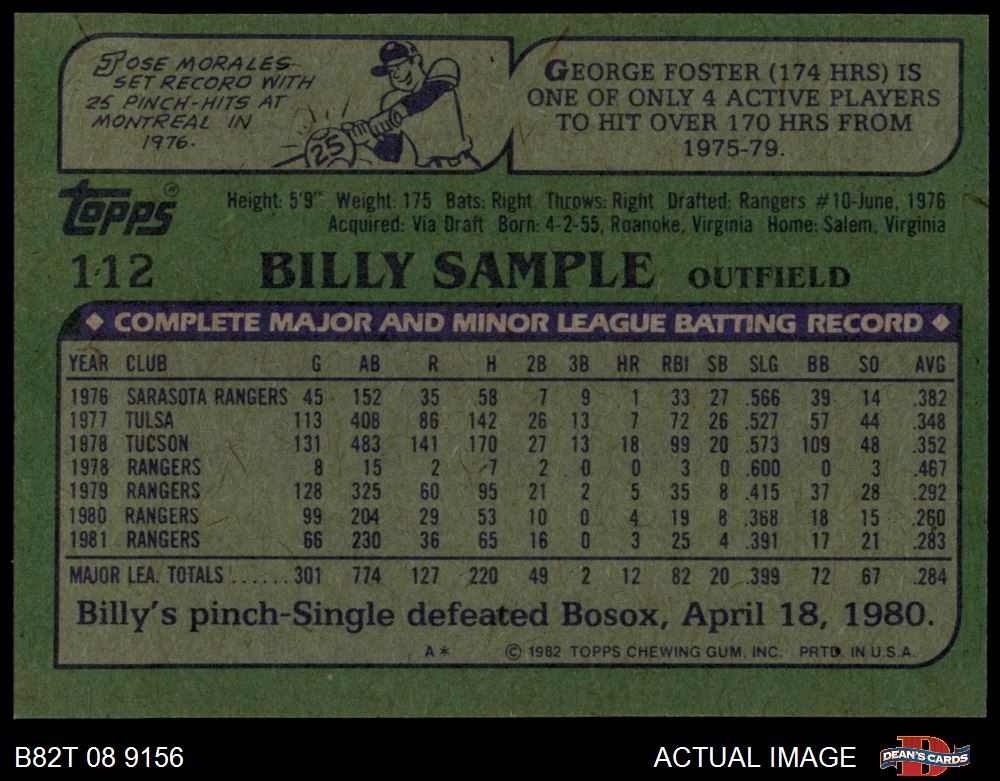 JOSE MORALES
SET RECORD WITH
25 PINCH-HITS AT
MONTREAL IN
1976.
25
GEORGE FOSTER (174 HRS) IS
ONE OF ONLY 4 ACTIVE PLAYERS
TO HIT OVER 170 HRS FROM
1975-79.
Topps®
Height: 5'9" Weight: 175 Bats: Right Throws: Right Drafted: Rangers #10-June, 1976
Acquired: Via Draft Born: 4-2-55, Roanoke, Virginia Home: Salem, Virginia
112 BILLY SAMPLE OUTFIELD
◆ COMPLETE MAJOR AND MINOR LEAGUE BATTING RECORD ◆
YEAR CLUB G AB R H 2B 3B HR RBI SB SLG BB SO AVG
1976 SARASOTA RANGERS 45 152 35 58 7 9 1 33 27 .566 39 14 .382
1977 TULSA 113 408 86 142 26 13 7 72 26 .527 57 44 .348
1978 TUCSON 131 483 141 170 27 13 18 99 20 .573 109 48 .352
1978 RANGERS 8 15 2 7 2 0 0 3 0 .600 0 3 .467
1979 RANGERS 128 325 60 95 21 2 5 35 8 .415 37 28 .292
1980 RANGERS 99 204 29 53 10 0 4 19 8 .368 18 15 .260
1981 RANGERS 66 230 36 65 16 0 3 25 4 .391 17 21 .283
MAJOR LEA. TOTALS ......301 774 127 220 49 2 12 82 20 .399 72 67 .284
Billy's pinch-Single defeated Bosox, April 18, 1980.
A* © 1982 TOPPS CHEWING GUM, INC. PRTD. IN U.S.A.
B82T 08 9156 ACTUAL IMAGE DEAN'S CARDS